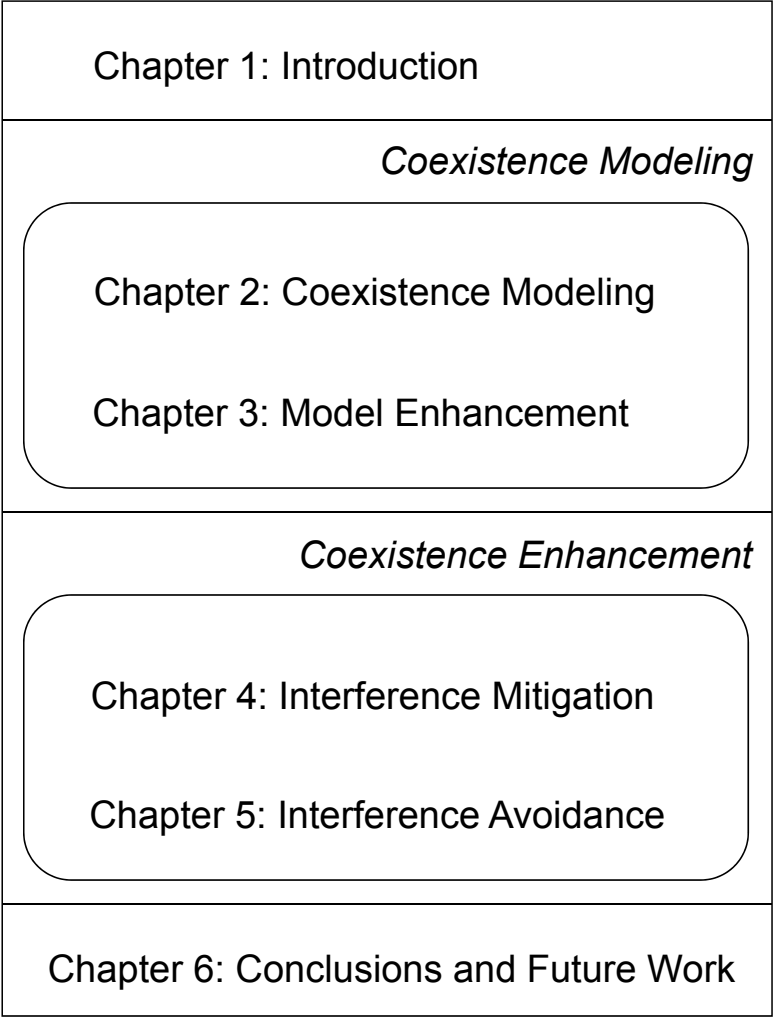 Chapter 1: Introduction
Coexistence Modeling
Chapter 2: Coexistence Modeling
Chapter 3: Model Enhancement
Coexistence Enhancement
Chapter 4: Interference Mitigation
Chapter 5: Interference Avoidance
Chapter 6: Conclusions and Future Work